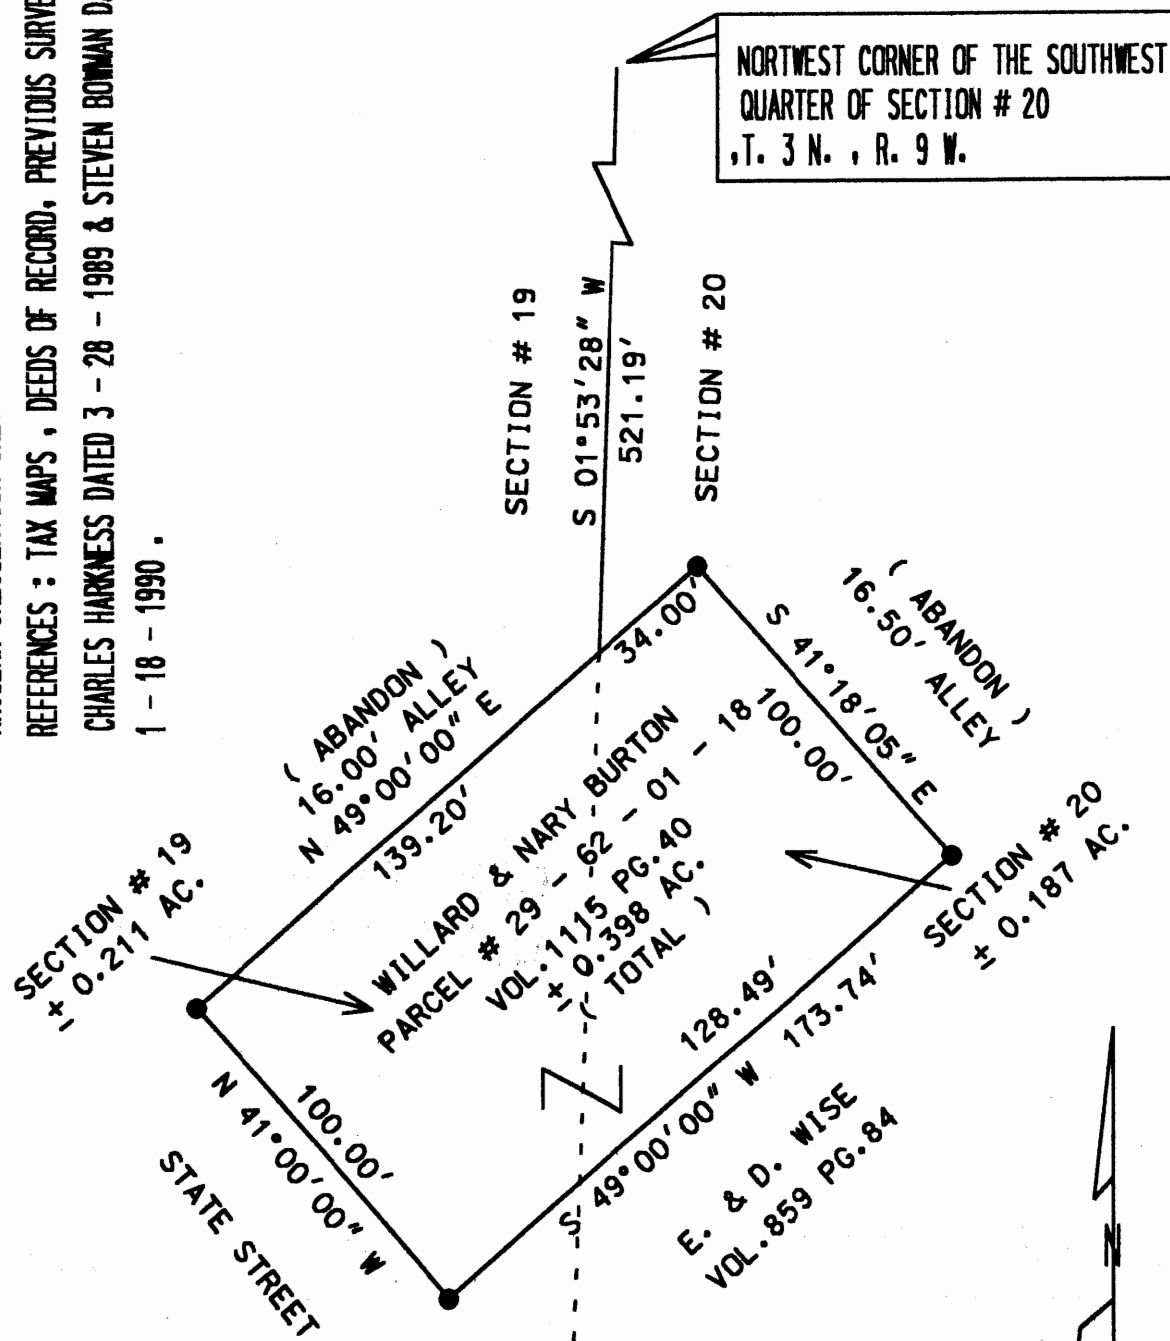 REFERENCES : TAX MAPS , DEEDS OF RECORD, PREVIOUS
CHARLES HARKNESS DATED 3 - 28 - 1989 & STEVEN BOWMAN
1 - 18 - 1990 .
NORTWEST CORNER OF THE SOUTHWEST
QUARTER OF SECTION # 20
,T. 3 N. , R. 9 W.
SECTION # 19
S 01°53'28" W
521.19'
SECTION # 20
( ABANDON )
16.00' ALLEY
N 49°00'00" E
139.20'
34.00'
( ABANDON )
16.50' ALLEY
S 41°18'05" E
100.00'
SECTION # 19
± 0.211 AC.
WILLARD & NARY BURTON
PARCEL # 29 - 62 - 01 - 18
VOL.1115 PG.40
± 0.398 AC.
( TOTAL )
SECTION # 20
± 0.187 AC.
128.49'
S 49°00'00" W 173.74'
N 41°00'00" W
100.00'
STATE STREET
E. & D. WISE
VOL.859 PG.84
N